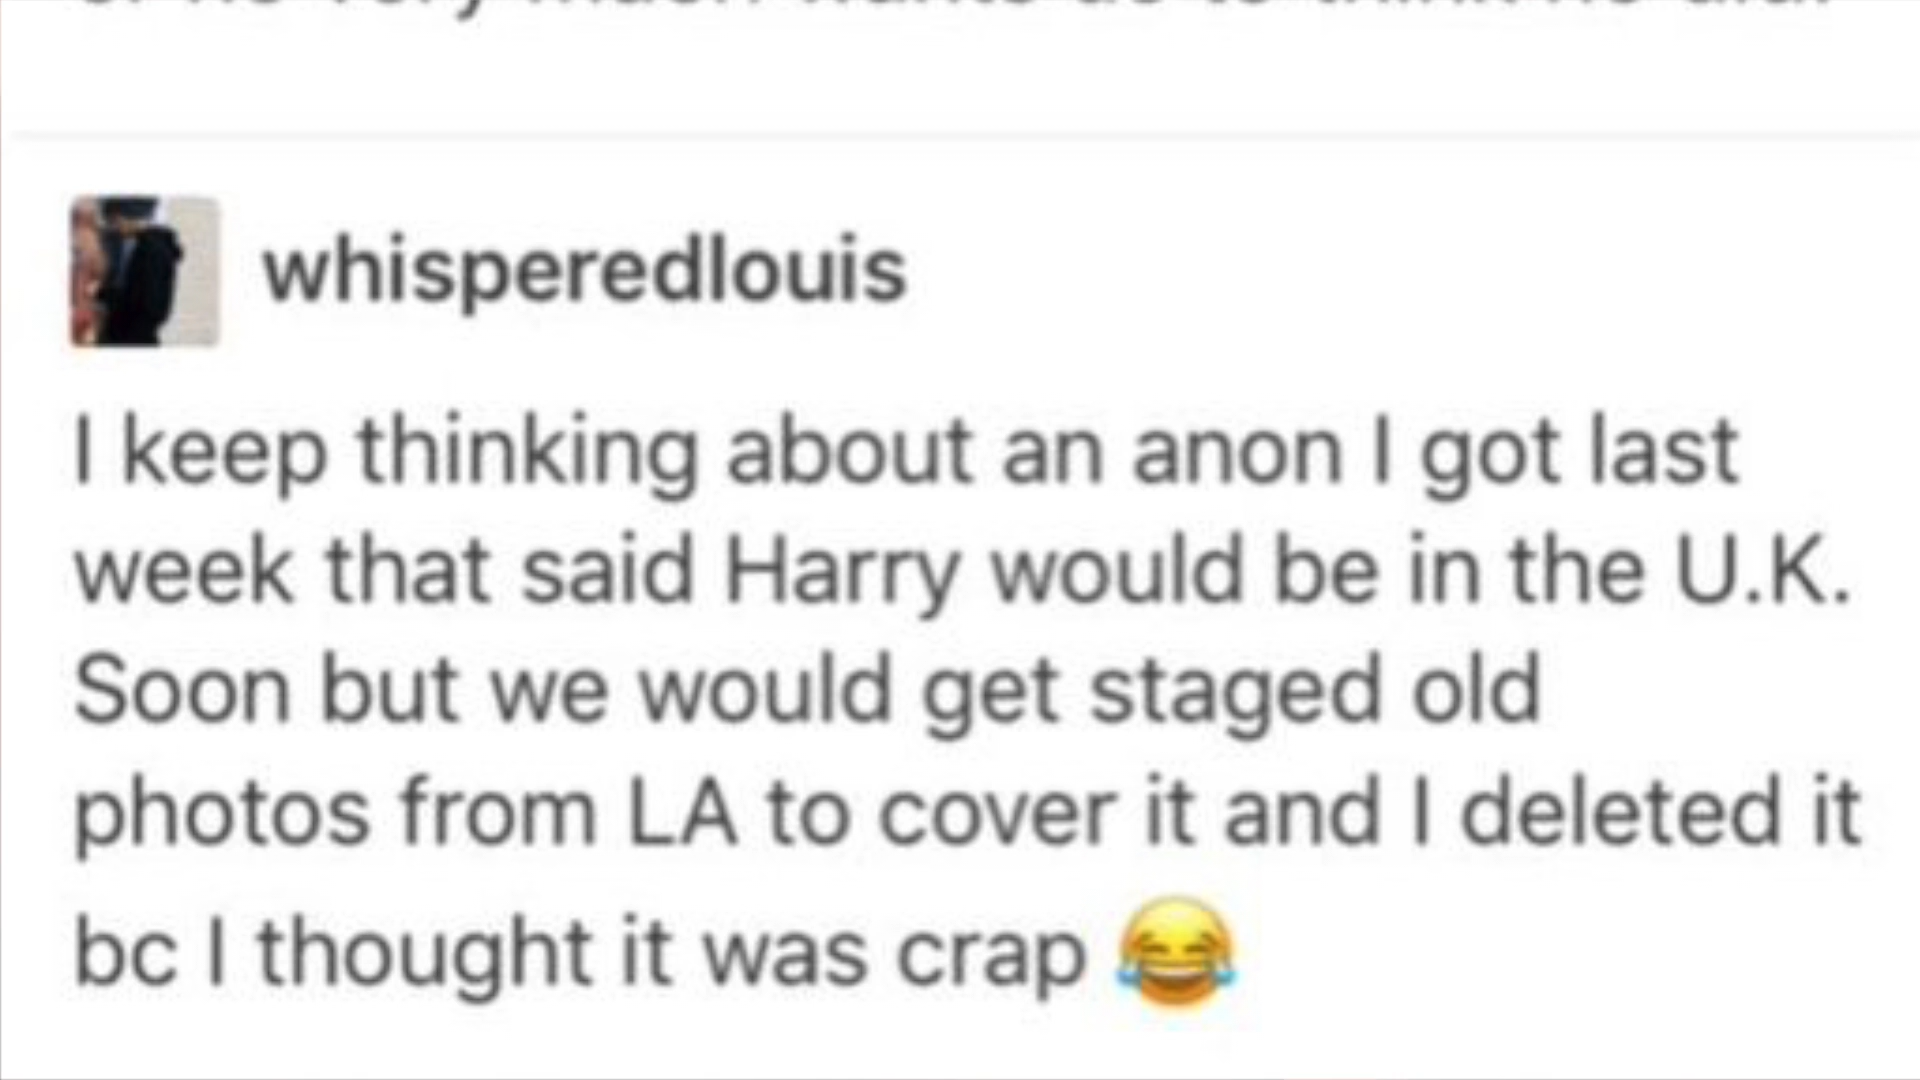 whisperedlouis
I keep thinking about an anon I got last
week that said Harry would be in the U.K.
Soon but we would get staged old
photos from LA to cover it and I deleted it
bc I thought it was crap 😂